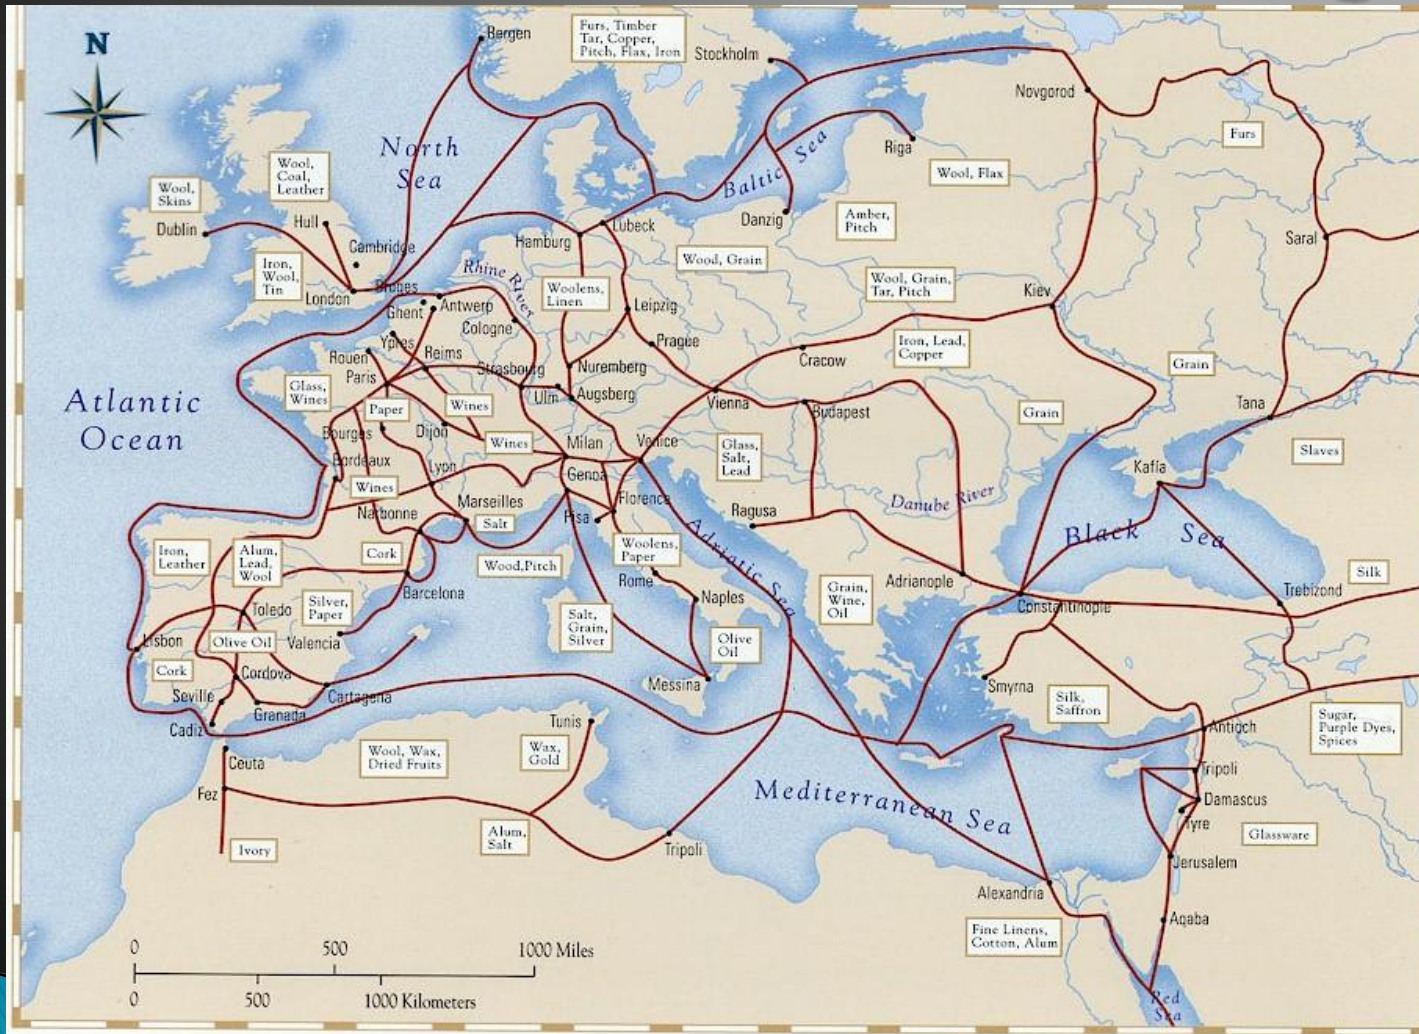 N
Bergen
Furs, Timber
Tar, Copper,
Pitch, Flax, Iron
Stockholm
Novgorod
North
Sea
Baltic Sea
Riga
Furs
Wool, Flax
Wool,
Coal,
Leather
Wool,
Skins
Dublin
Hull
Cambridge
Iron,
Wool,
Tin
London
Hamburg
Lübeck
Danzig
Amber,
Pitch
Saral
Wood, Grain
Rhine River
Woolens,
Linen
Wool, Grain,
Tar, Pitch
Kiev
Bruges
Ghent
Antwerp
Cologne
Leipzig
Ypres
Rouen
Reims
Paris
Strasbourg
Nuremberg
Prague
Cracow
Iron, Lead,
Copper
Grain
Atlantic
Ocean
Glass,
Wines
Paper
Wines
Ulm
Augsberg
Vienna
Budapest
Grain
Tana
Bourges
Dijon
Wines
Milan
Venice
Glass,
Salt,
Lead
Slaves
Bordeaux
Lyon
Genoa
Kafia
Wines
Marseilles
Florence
Danube River
Narbonne
Salt
Pisa
Ragusa
Black Sea
Iron,
Leather
Alum,
Lead,
Wool
Cork
Wood,Pitch
Woolens,
Paper
Adriatic Sea
Rome
Adrianople
Silk
Barcelona
Toledo
Silver,
Paper
Naples
Grain,
Wine,
Oil
Constantinople
Trebizond
Lisbon
Olive Oil
Valencia
Salt,
Grain,
Silver
Olive
Oil
Cork
Cordova
Messina
Smyrna
Silk,
Saffron
Seville
Cartagena
Granada
Cadiz
Tunis
Antioch
Sugar,
Purple Dyes,
Spices
Ceuta
Wool, Wax,
Dried Fruits
Wax,
Gold
Tripoli
Fez
Mediterranean Sea
Damascus
Tyre
Glassware
Ivory
Alum,
Salt
Tripoli
Jerusalem
Alexandria
Aqaba
Fine Linens,
Cotton, Alum
0 500 1000 Miles
0 500 1000 Kilometers
Red
Sea